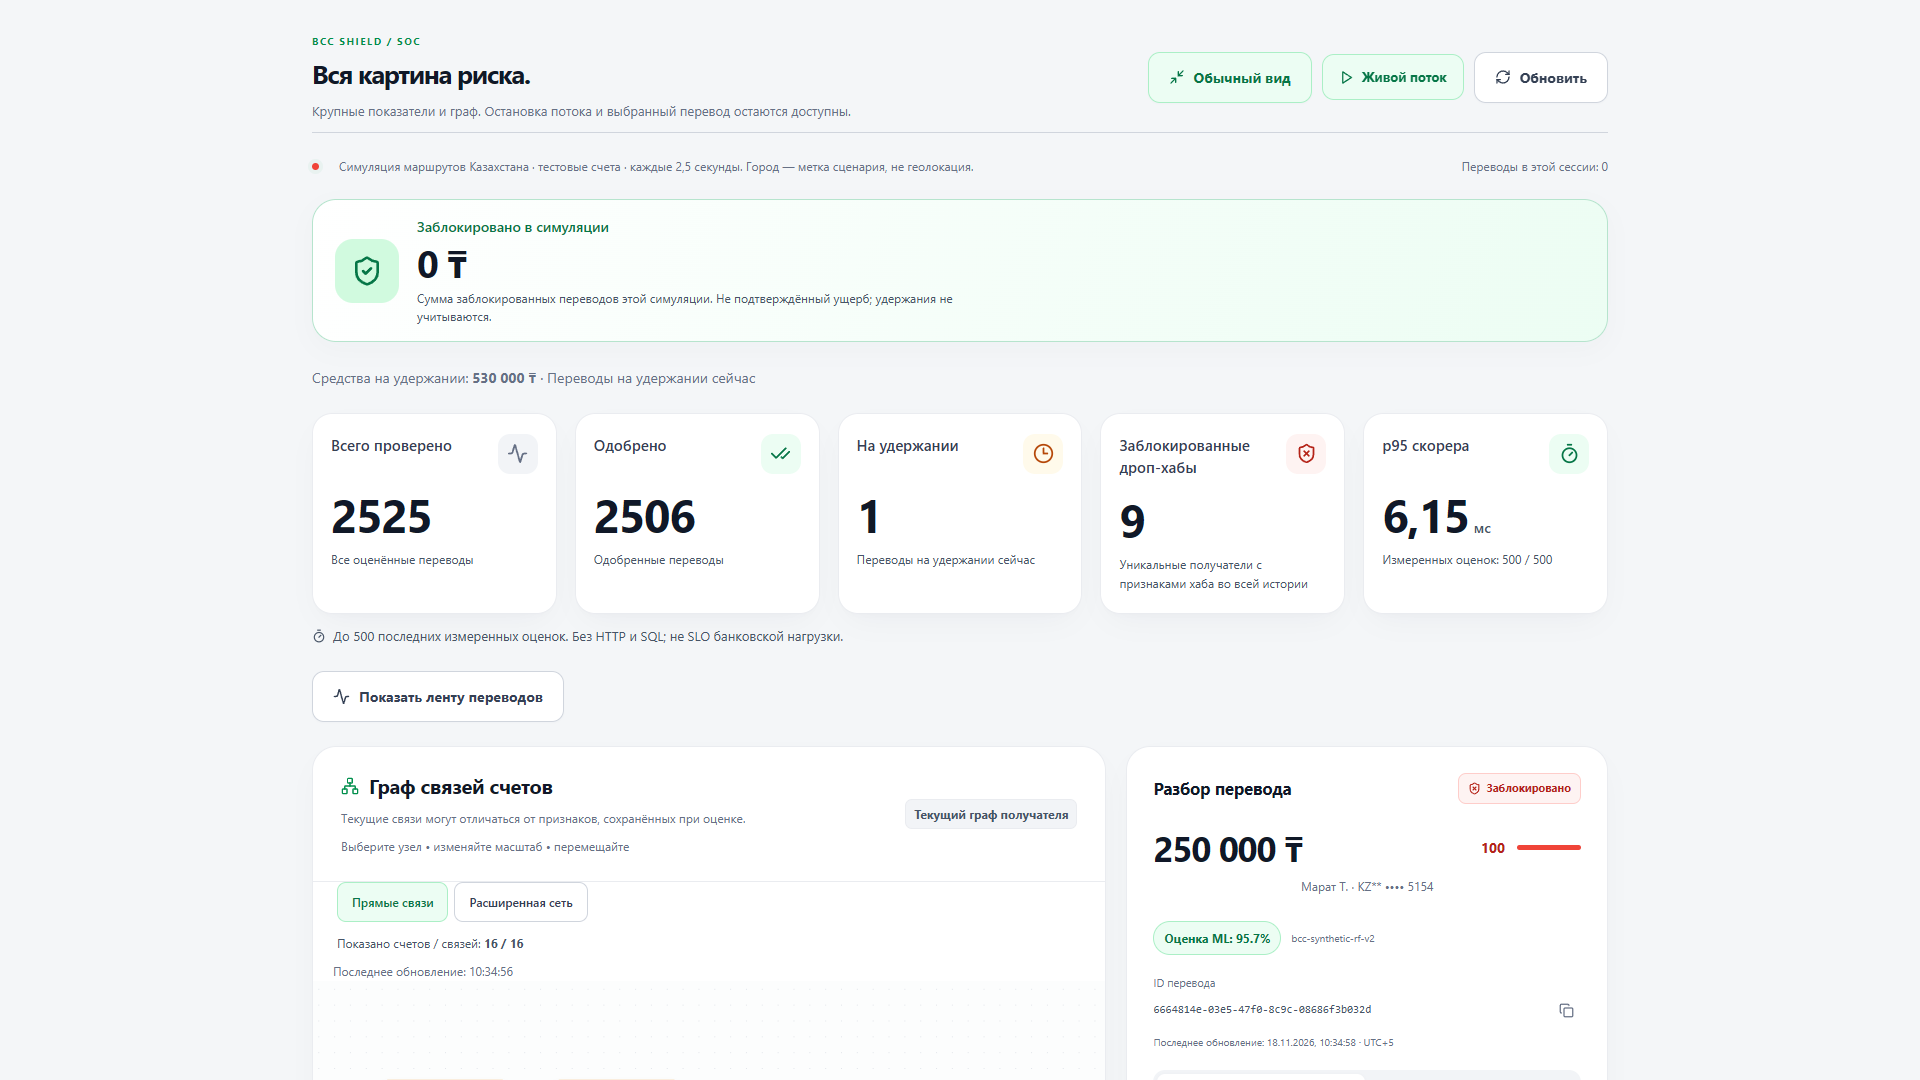 BCC SHIELD / SOC
Вся картина риска.
Крупные показатели и граф. Остановка потока и выбранный перевод остаются доступны.
Обычный вид
Живой поток
Обновить
Симуляция маршрутов Казахстана · тестовые счета · каждые 2,5 секунды. Город — метка сценария, не геолокация.
Переводы в этой сессии: 0
Заблокировано в симуляции
0 ₸
Сумма заблокированных переводов этой симуляции. Не подтверждённый ущерб; удержания не
учитываются.
Средства на удержании: 530 000 ₸ · Переводы на удержании сейчас
Всего проверено
2525
Все оценённые переводы
Одобрено
2506
Одобренные переводы
На удержании
1
Переводы на удержании сейчас
Заблокированные
дроп-хабы
9
Уникальные получатели с
признаками хаба во всей истории
p95 скорера
6,15 мс
Измеренных оценок: 500 / 500
До 500 последних измеренных оценок. Без HTTP и SQL; не SLO банковской нагрузки.
Показать ленту переводов
Граф связей счетов
Текущие связи могут отличаться от признаков, сохранённых при оценке.
Выберите узел • изменяйте масштаб • перемещайте
Текущий граф получателя
Прямые связи
Расширенная сеть
Показано счетов / связей: 16 / 16
Последнее обновление: 10:34:56
Разбор перевода
Заблокировано
250 000 ₸
100
Марат Т. · KZ** •••• 5154
Оценка ML: 95.7%
bcc-synthetic-rf-v2
ID перевода
6664814e-03e5-47f0-8c9c-08686f3b032d
Последнее обновление: 18.11.2026, 10:34:58 · UTC+5